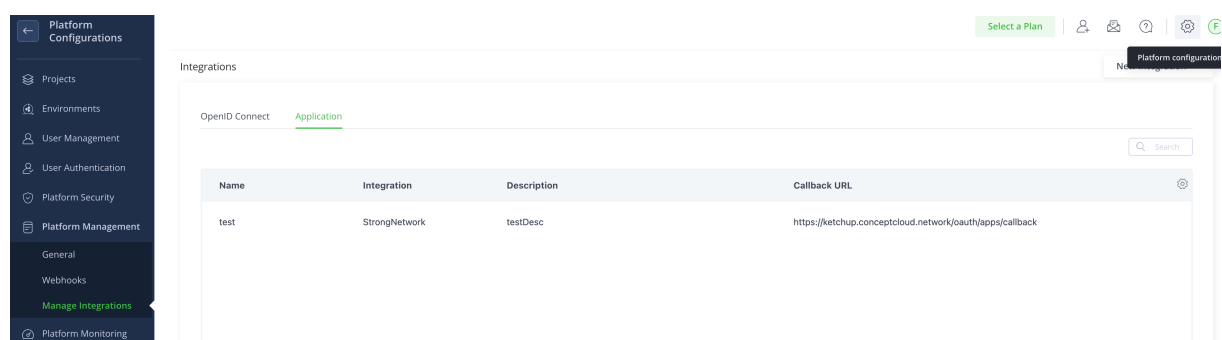 Platform
Configurations
Select a Plan
Platform configuration
Integrations
Projects
OpenID Connect
Application
Environments
User Management
Search
User Authentication
Name
Integration
Description
Callback URL
Platform Security
test
StrongNetwork
testDesc
https://ketchup.conceptcloud.network/oauth/apps/callback
Platform Management
General
Webhooks
Manage Integrations
Platform Monitoring